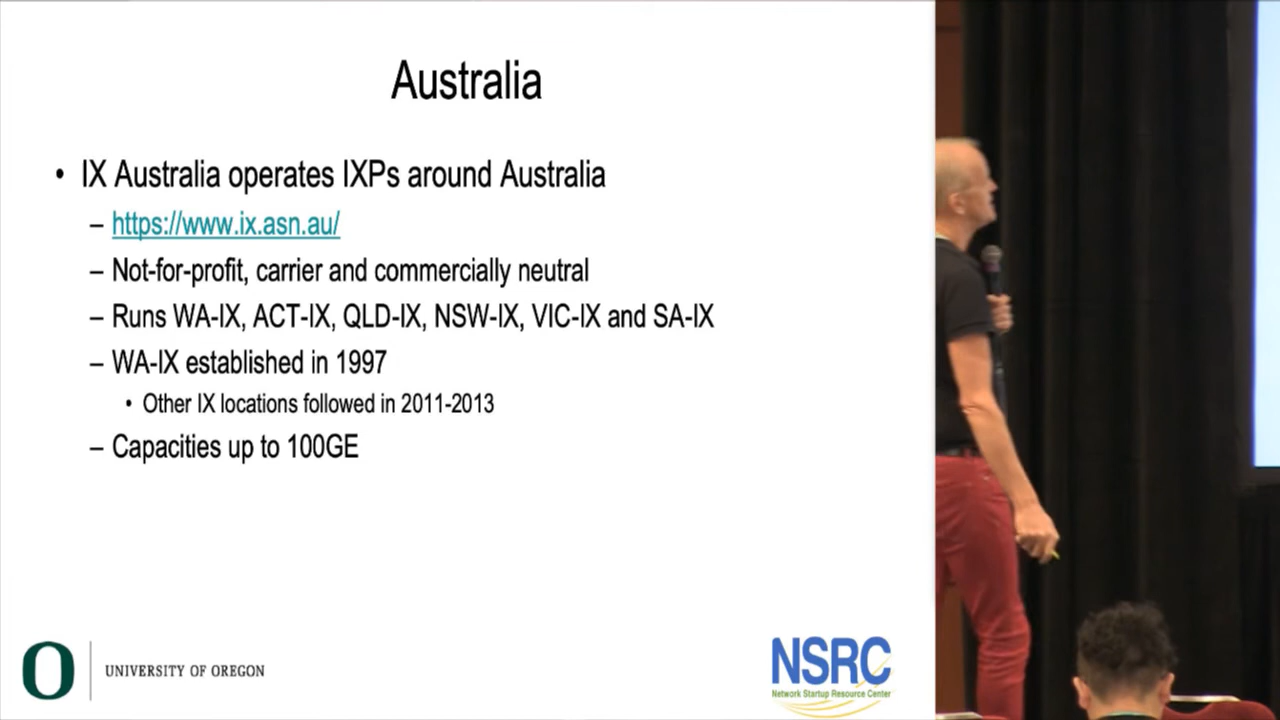 Australia
• IX Australia operates IXPs around Australia
– https://www.ix.asn.au/
– Not-for-profit, carrier and commercially neutral
– Runs WA-IX, ACT-IX, QLD-IX, NSW-IX, VIC-IX and SA-IX
– WA-IX established in 1997
• Other IX locations followed in 2011-2013
– Capacities up to 100GE
O
UNIVERSITY OF OREGON
NSRC
Network Startup Resource Center